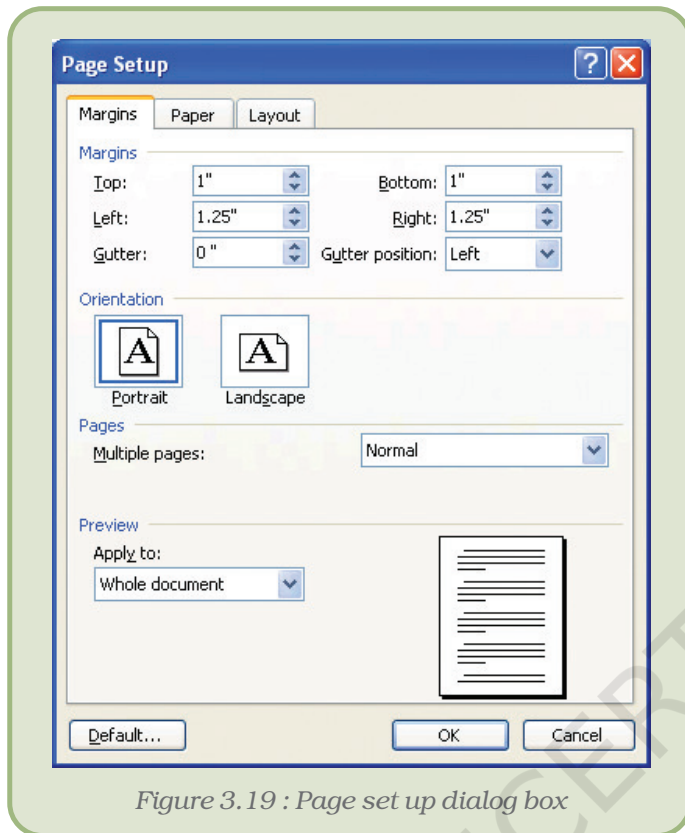 Page Setup
Margins Paper Layout
Margins
Top: 1" Bottom: 1"
Left: 1.25" Right: 1.25"
Gutter: 0 " Gutter position: Left
Orientation
A A
Portrait Landscape
Pages
Multiple pages: Normal
Preview
Apply to:
Whole document
Default... OK Cancel
Figure 3.19 : Page set up dialog box